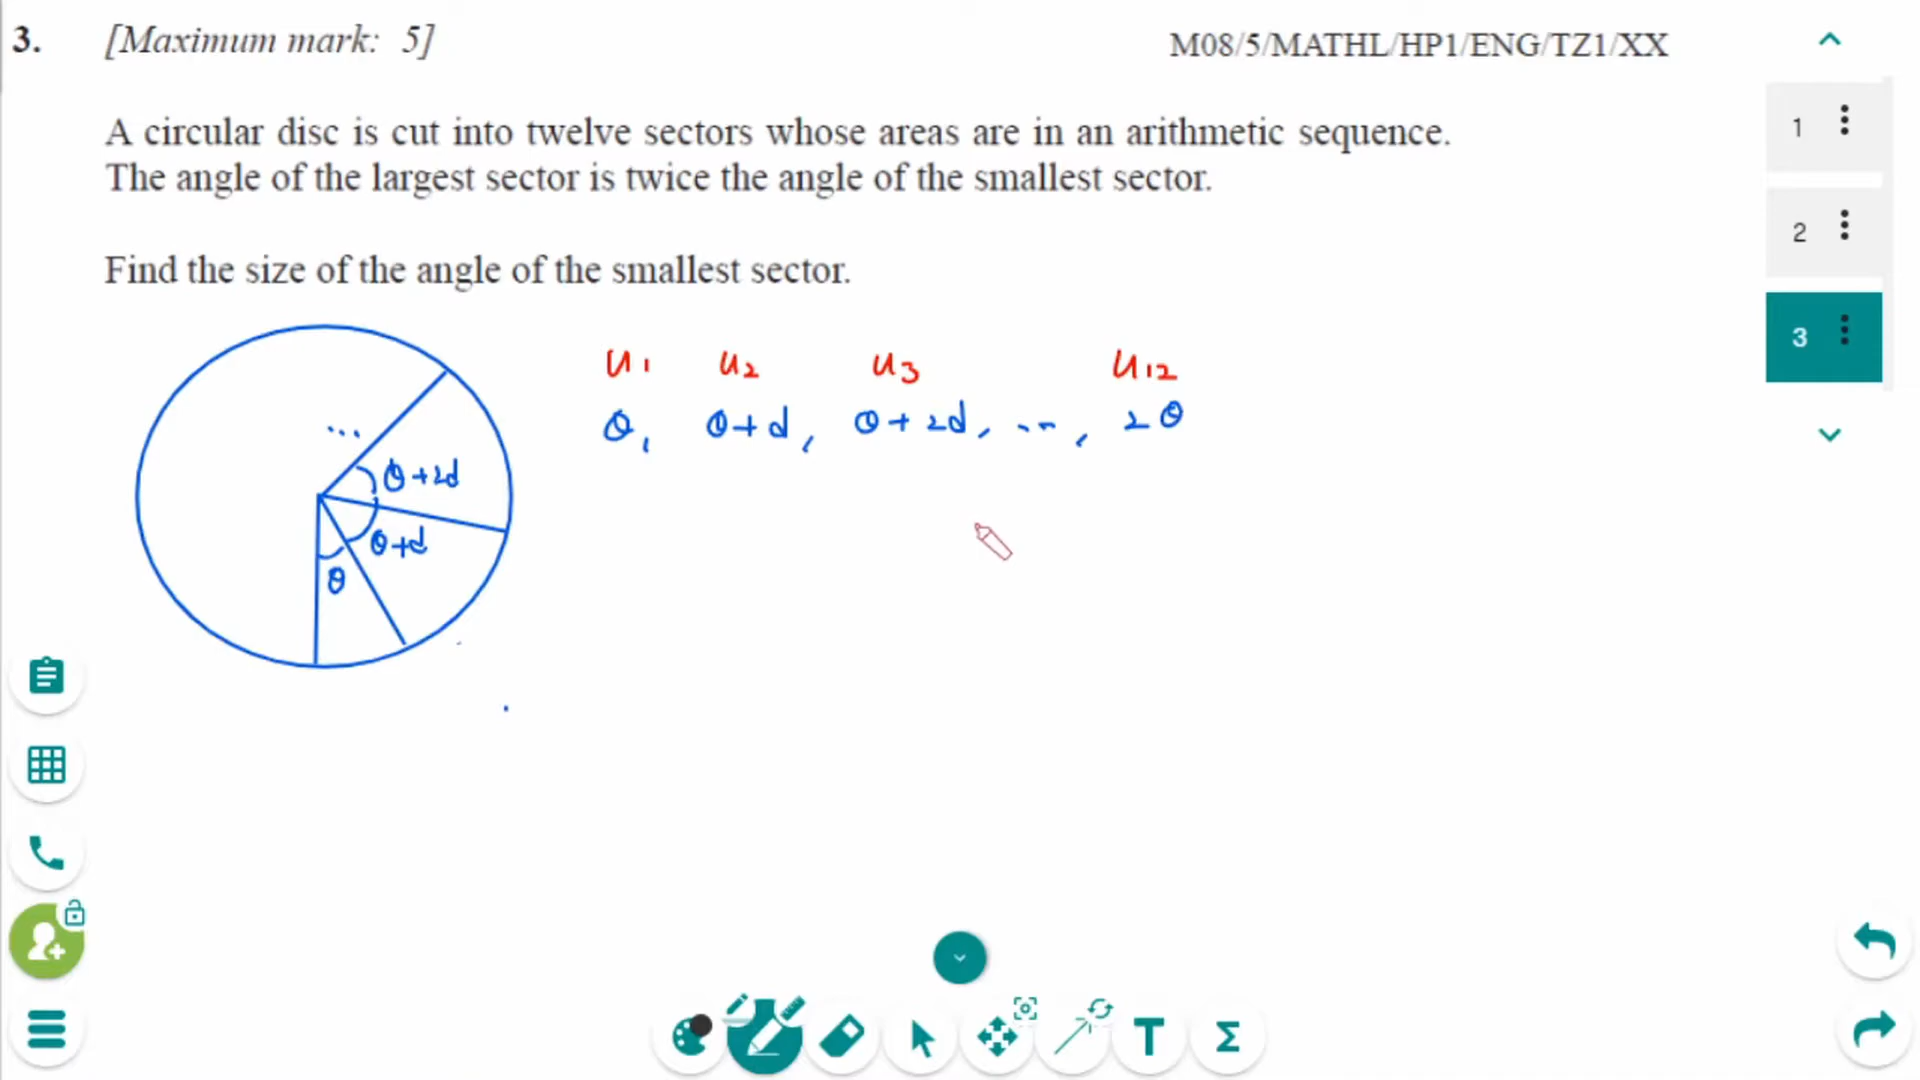 3. [Maximum mark: 5] M08/5/MATHL/HP1/ENG/TZ1/XX
A circular disc is cut into twelve sectors whose areas are in an arithmetic sequence.
The angle of the largest sector is twice the angle of the smallest sector.
Find the size of the angle of the smallest sector.
u1 u2 u3 u12
θ, θ+d, θ+2d, ..., 2θ
...
θ+2d
θ+d
θ
1
2
3
T
Σ